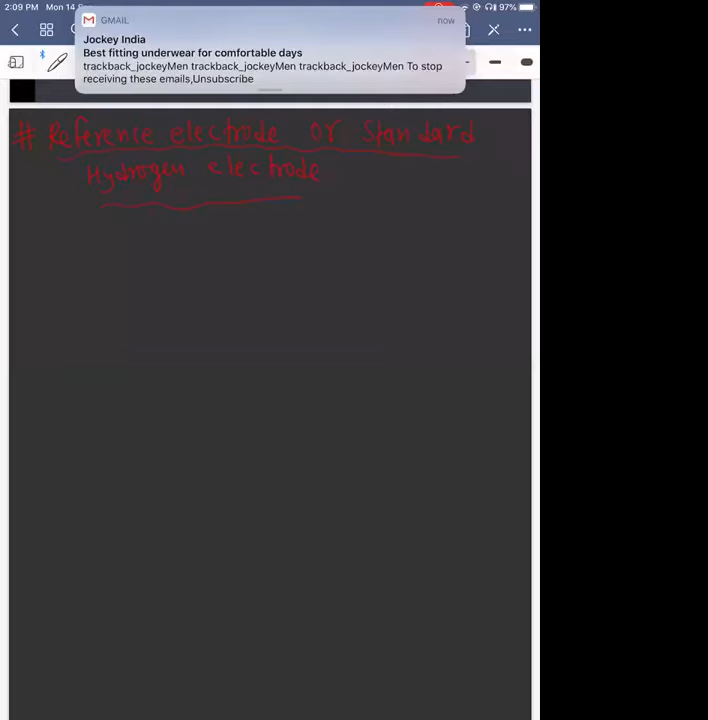 2:09 PM Mon 14
97%
GMAIL
now
Jockey India
Best fitting underwear for comfortable days
trackback_jockeyMen trackback_jockeyMen trackback_jockeyMen To stop
receiving these emails,Unsubscribe
# Reference electrode or Standard
Hydrogen electrode